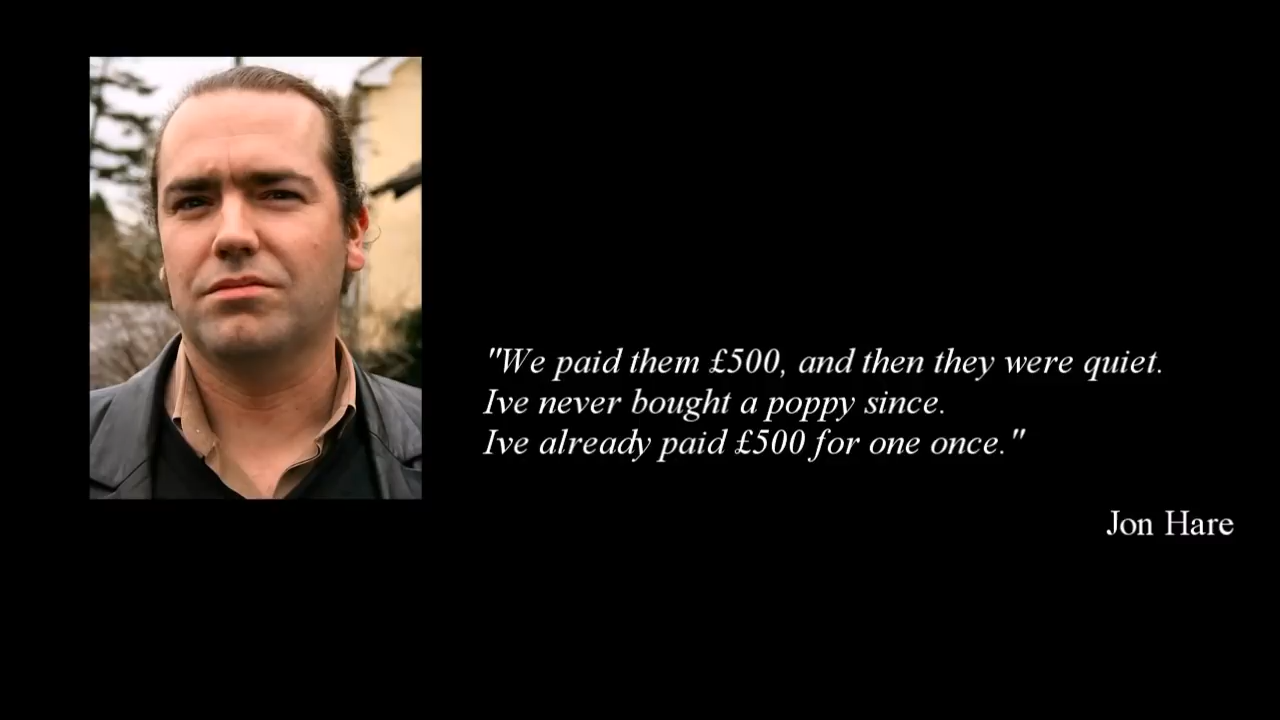 "We paid them £500, and then they were quiet.
Ive never bought a poppy since.
Ive already paid £500 for one once."
Jon Hare